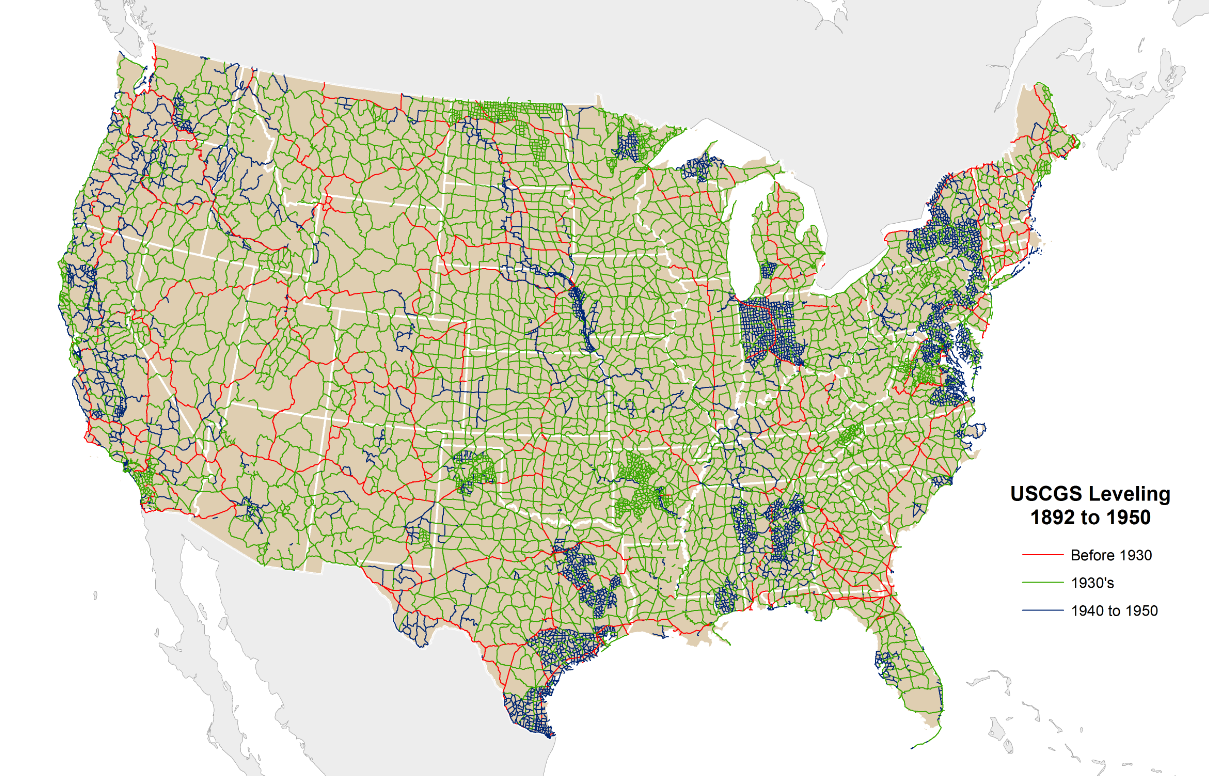 USCGS Leveling
1892 to 1950
Before 1930
1930's
1940 to 1950